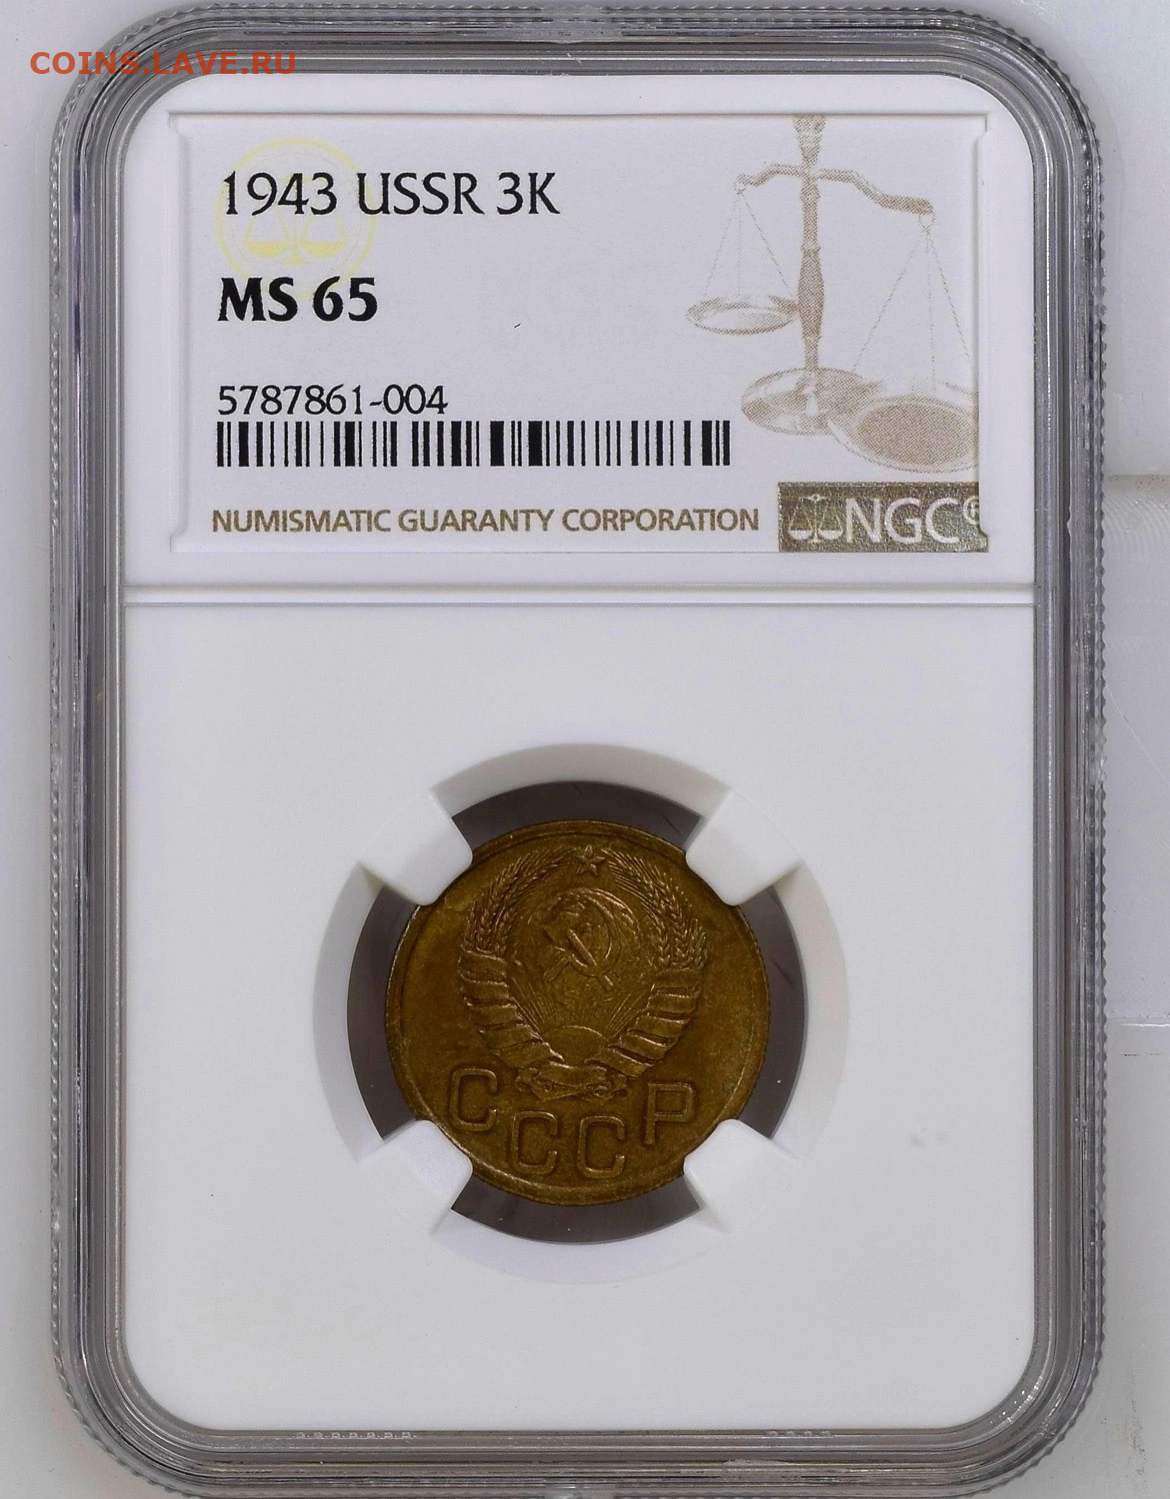 COINS.LAVE.RU
1943 USSR 3K
MS 65
5787861-004
NUMISMATIC GUARANTY CORPORATION
NGC®
СССР